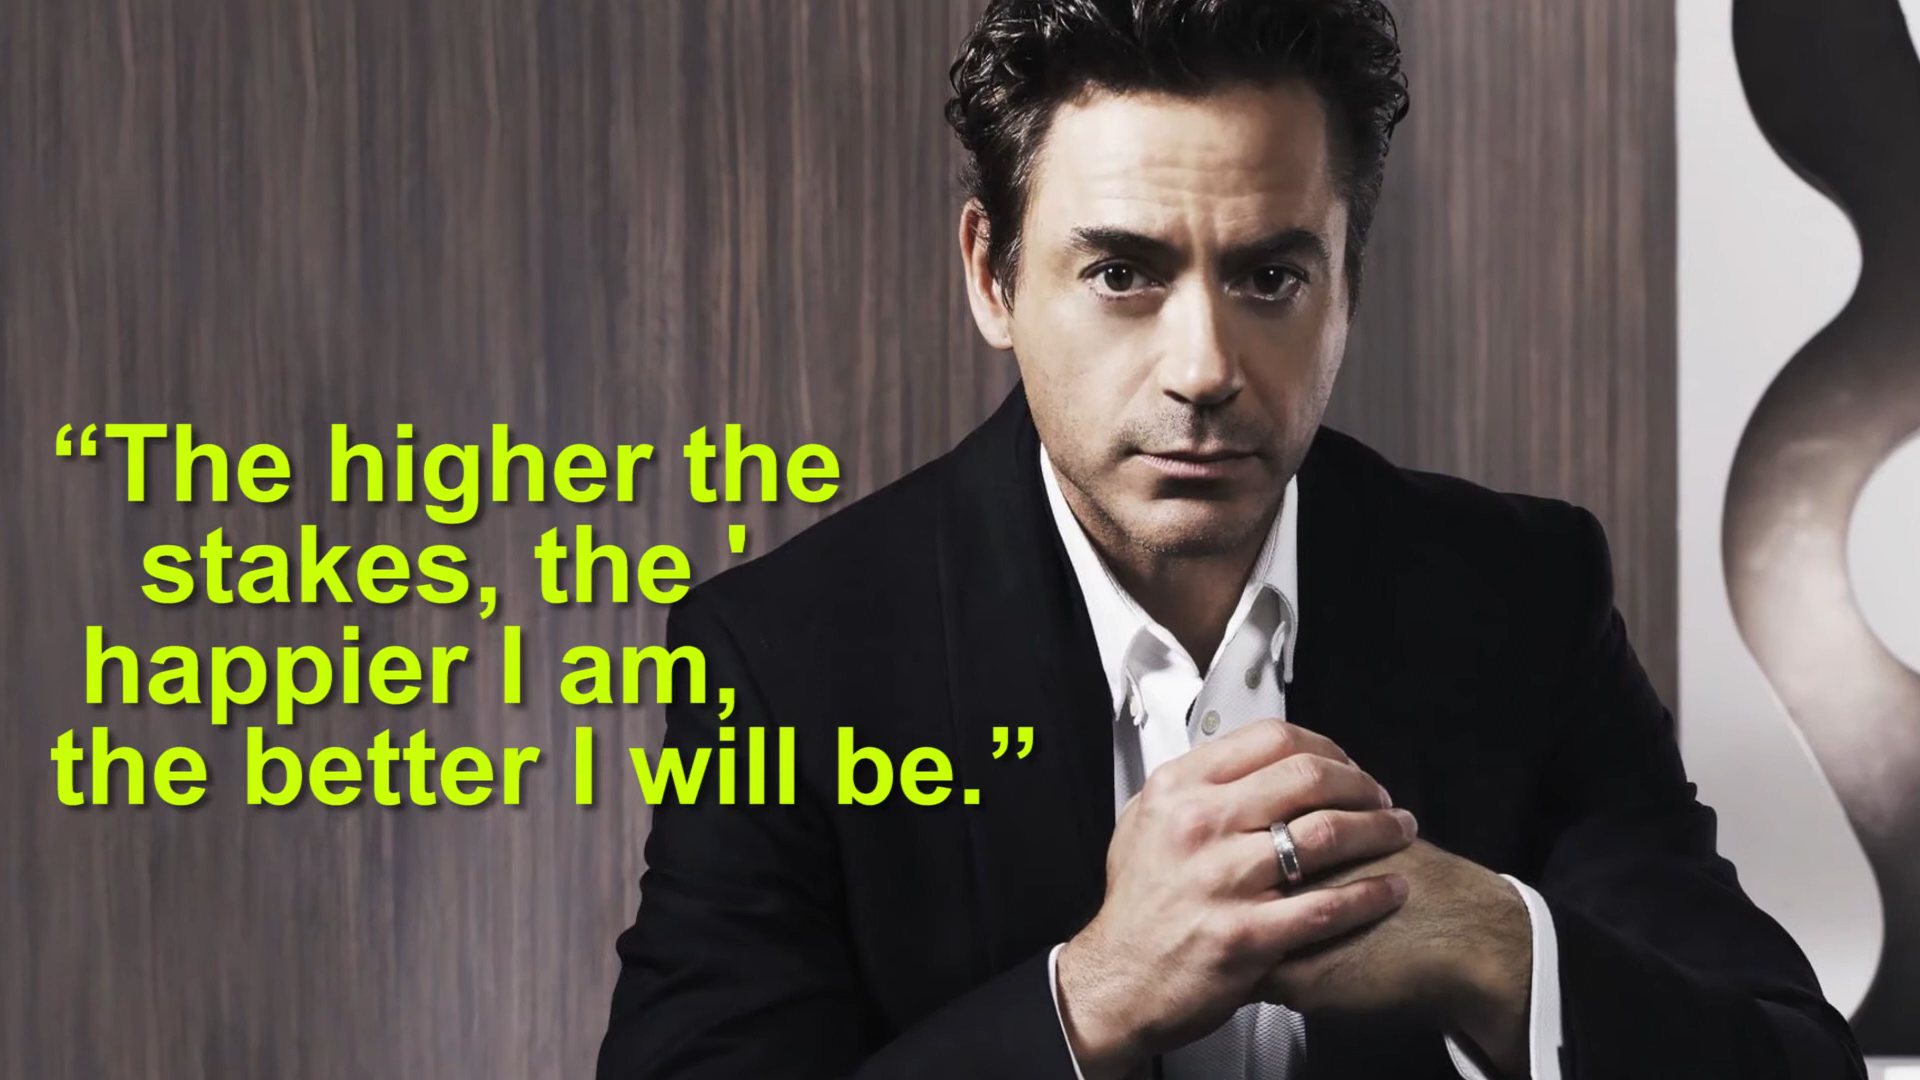 “The higher the
stakes, the '
happier I am,
the better I will be.”